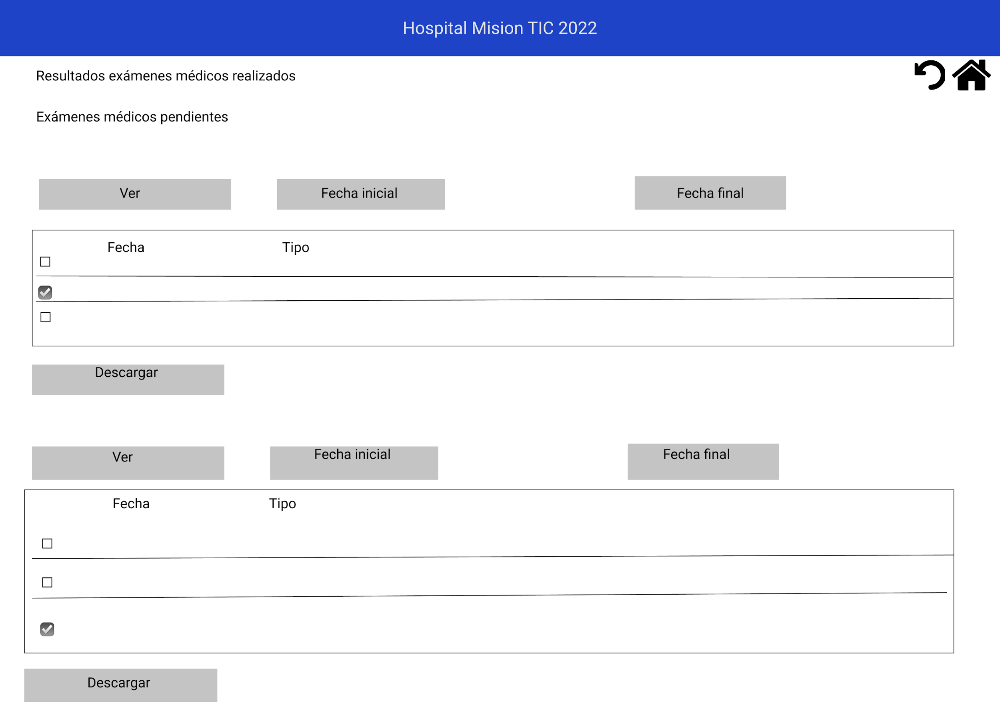 Hospital Mision TIC 2022
Resultados exámenes médicos realizados
Exámenes médicos pendientes
Ver Fecha inicial Fecha final
Fecha Tipo
Descargar
Ver Fecha inicial Fecha final
Fecha Tipo
Descargar